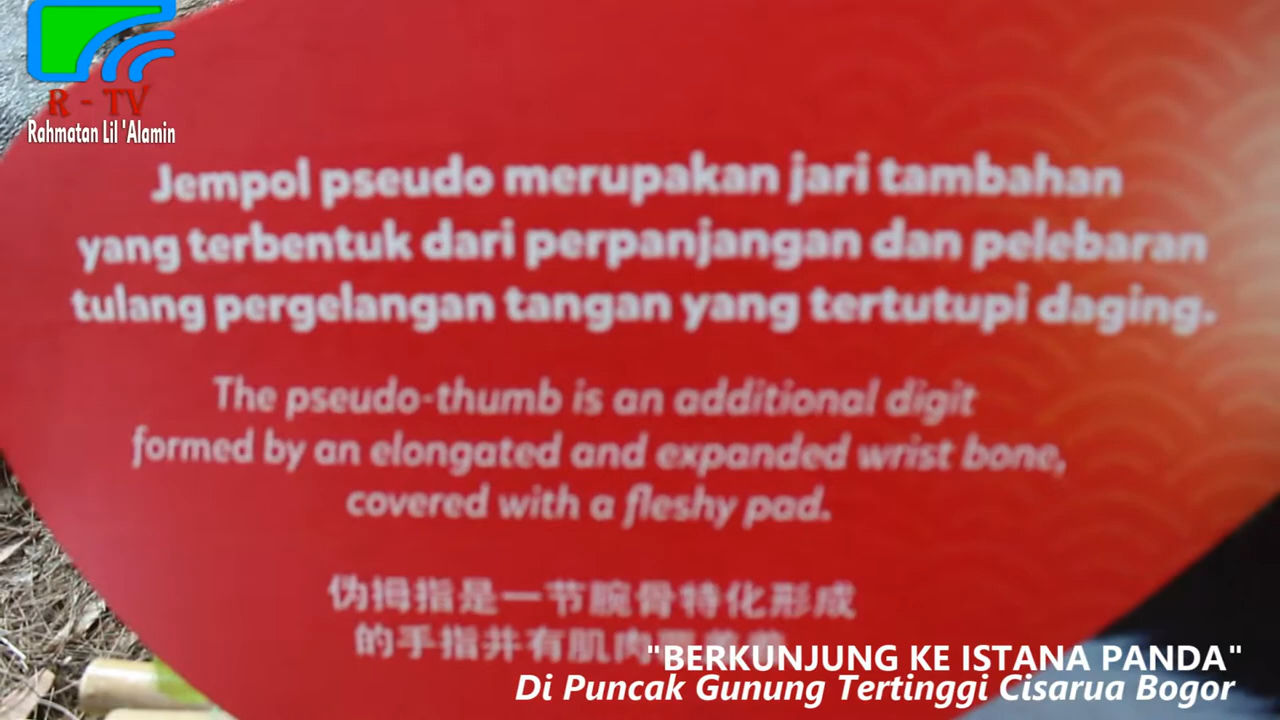 R - TV
Rahmatan Lil 'Alamin
Jempol pseudo merupakan jari tambahan
yang terbentuk dari perpanjangan dan pelebaran
tulang pergelangan tangan yang tertutupi daging.
The pseudo-thumb is an additional digit
formed by an elongated and expanded wrist bone,
covered with a fleshy pad.
伪拇指是一节腕骨特化形成
的手指并有肌肉
"BERKUNJUNG KE ISTANA PANDA"
Di Puncak Gunung Tertinggi Cisarua Bogor